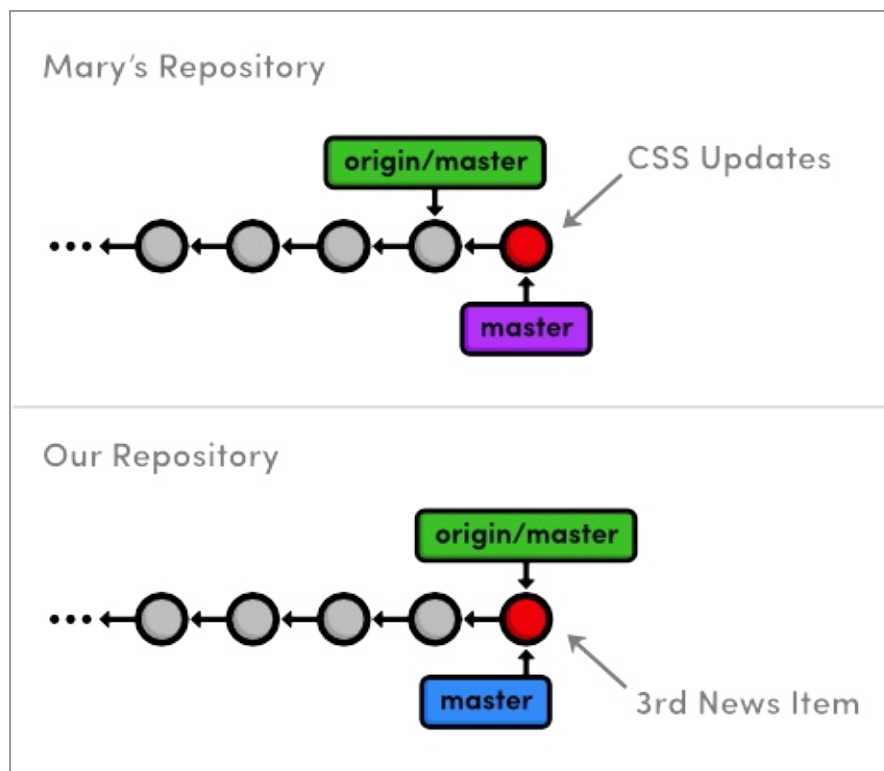 Mary’s Repository
origin/master
CSS Updates
•••
master
Our Repository
origin/master
•••
master
3rd News Item